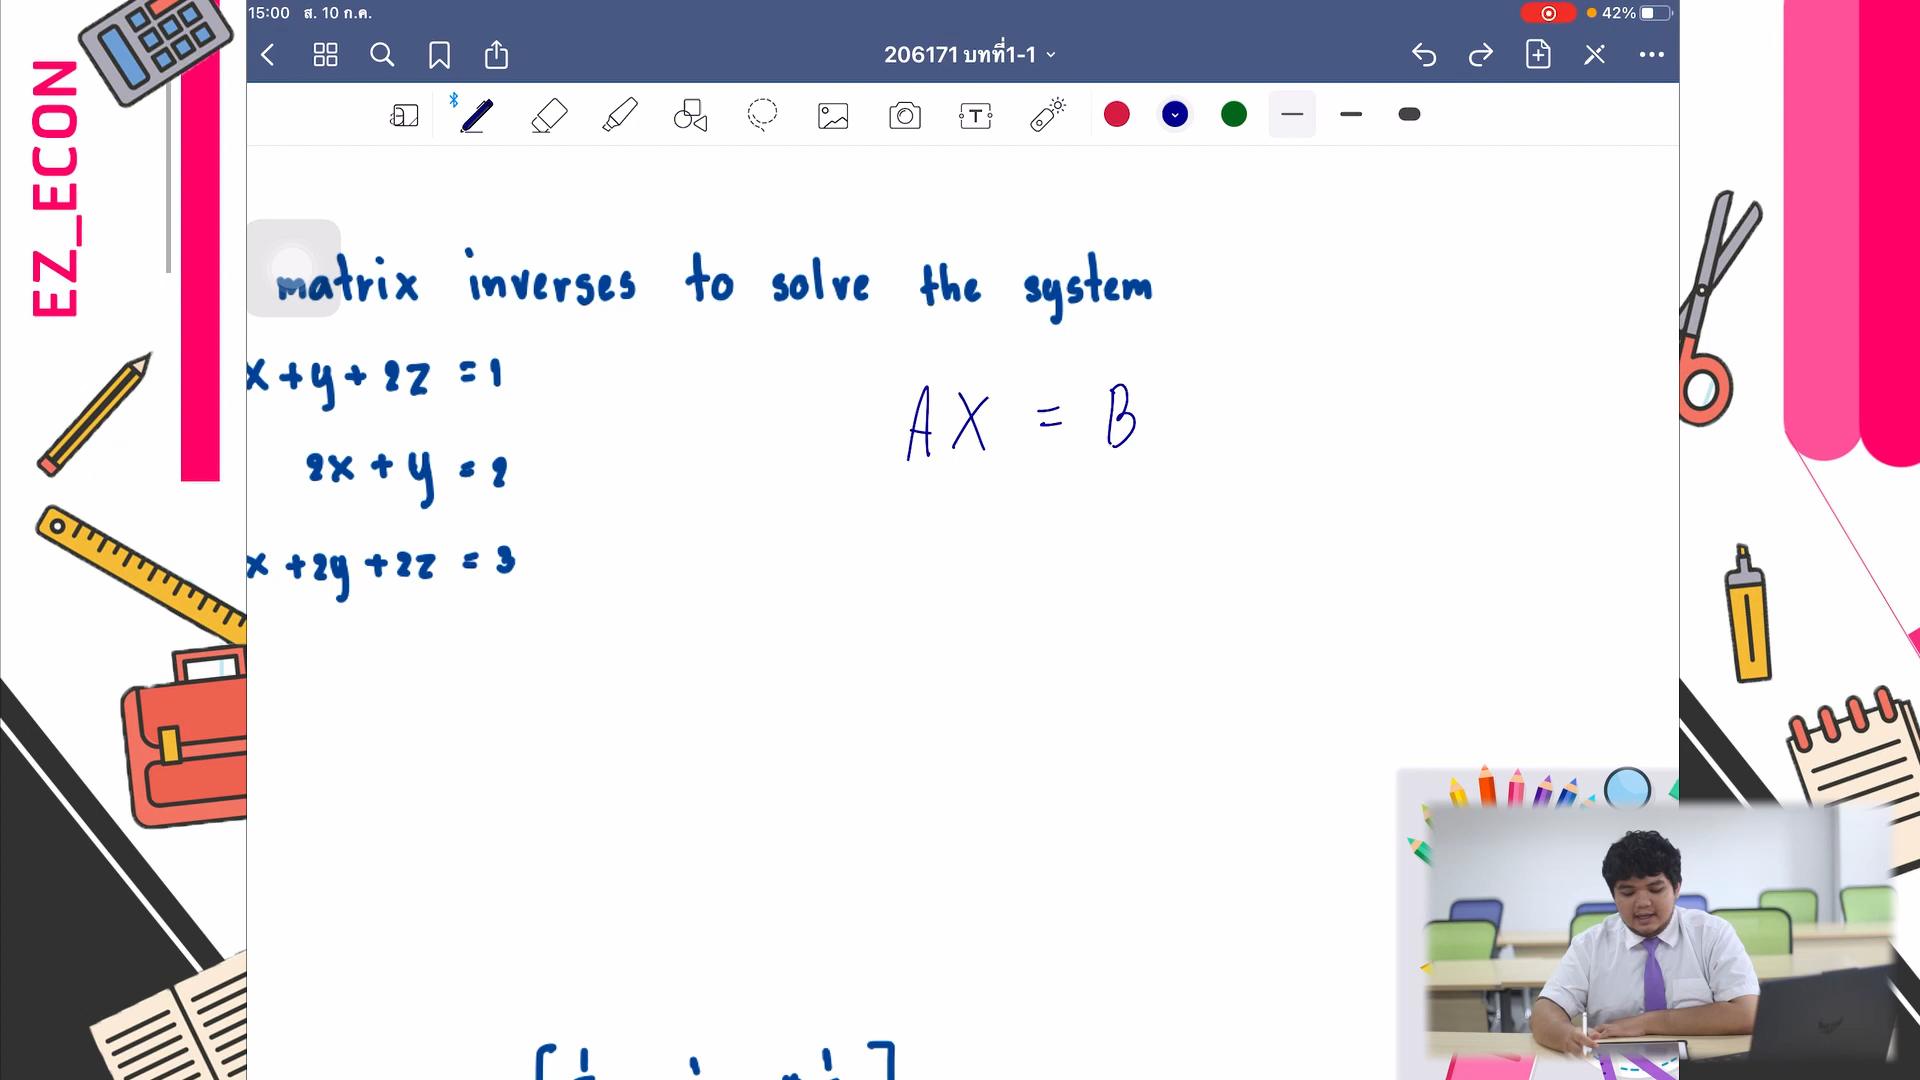 15:00 ส. 10 ก.ค.
42%
206171 บทที่1-1
EZ_ECON
matrix inverses to solve the system
x + y + 2z = 1
AX = B
2x + y = 2
x + 2y + 2z = 3